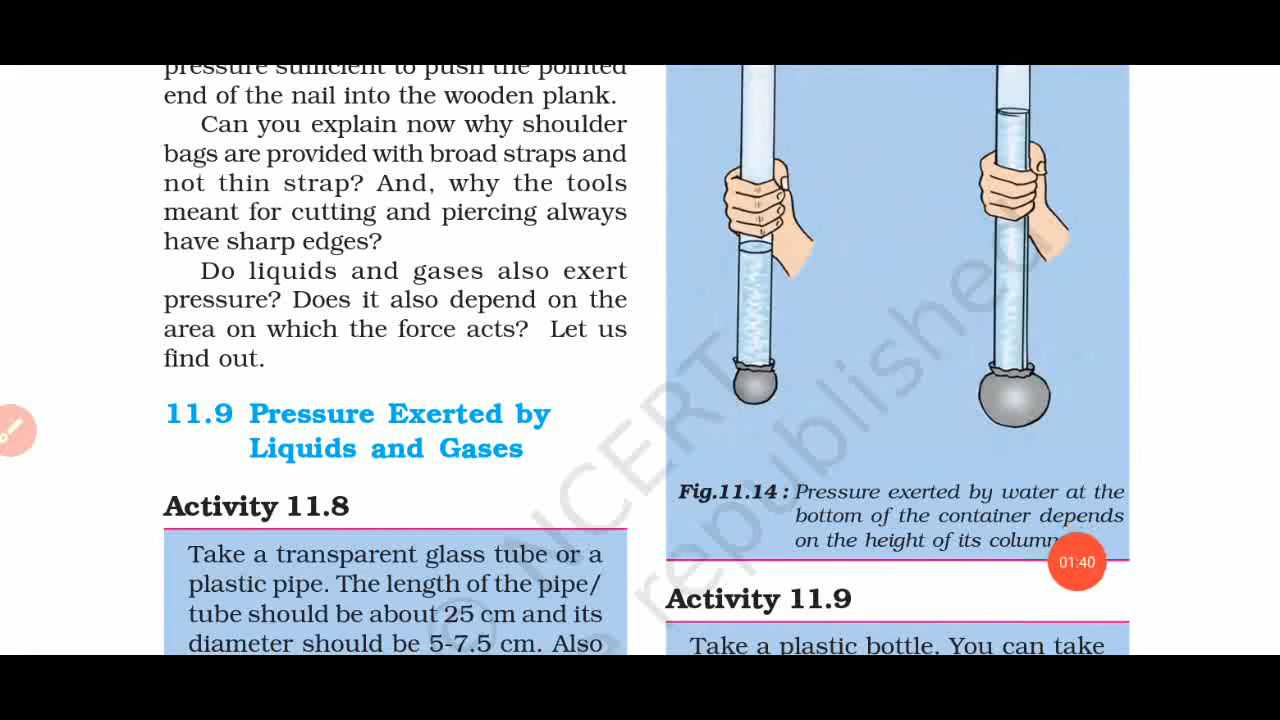 pressure sufficient to push the pointed
end of the nail into the wooden plank.
Can you explain now why shoulder
bags are provided with broad straps and
not thin strap? And, why the tools
meant for cutting and piercing always
have sharp edges?
Do liquids and gases also exert
pressure? Does it also depend on the
area on which the force acts? Let us
find out.
11.9 Pressure Exerted by
Liquids and Gases
Activity 11.8
Take a transparent glass tube or a
plastic pipe. The length of the pipe/
tube should be about 25 cm and its
diameter should be 5-7.5 cm. Also
Fig.11.14 : Pressure exerted by water at the
bottom of the container depends
on the height of its column
01:40
Activity 11.9
Take a plastic bottle. You can take
© NCERT
republished